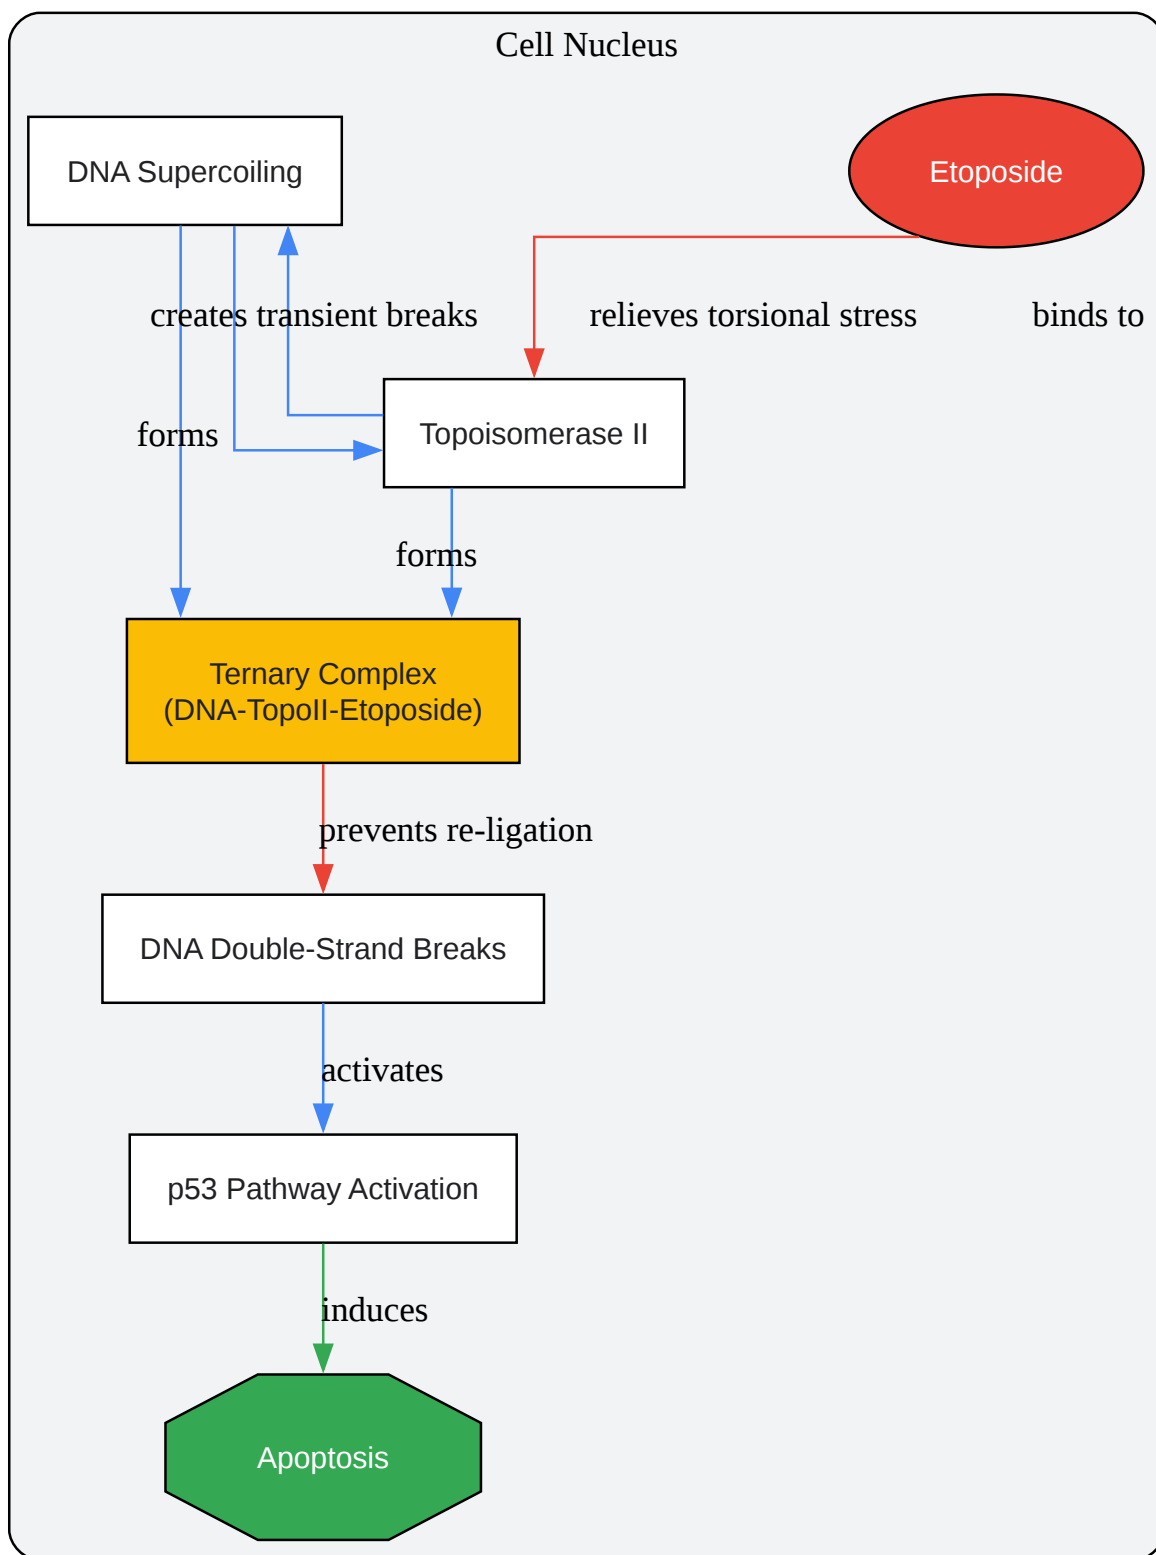 Cell Nucleus
DNA Supercoiling
Etoposide
creates transient breaks
relieves torsional stress
binds to
forms
Topoisomerase II
forms
Ternary Complex
(DNA-TopoII-Etoposide)
prevents re-ligation
DNA Double-Strand Breaks
activates
p53 Pathway Activation
induces
Apoptosis